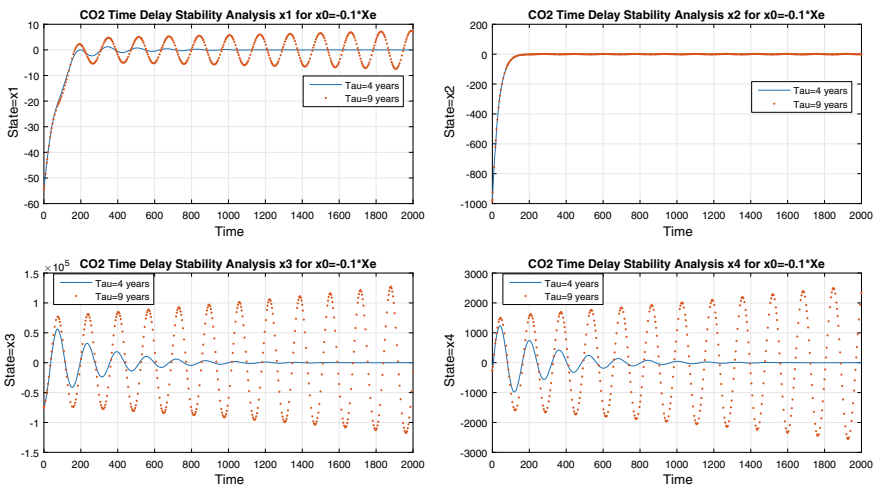 CO2 Time Delay Stability Analysis x1 for x0=-0.1*Xe
10
0
-10
-20
-30
-40
-50
-60
State=x1
Tau=4 years
Tau=9 years
0 200 400 600 800 1000 1200 1400 1600 1800 2000
Time
CO2 Time Delay Stability Analysis x2 for x0=-0.1*Xe
200
0
-200
-400
-600
-800
-1000
State=x2
Tau=4 years
Tau=9 years
0 200 400 600 800 1000 1200 1400 1600 1800 2000
Time
CO2 Time Delay Stability Analysis x3 for x0=-0.1*Xe
×10^5
1.5
1
0.5
0
-0.5
-1
-1.5
State=x3
Tau=4 years
Tau=9 years
0 200 400 600 800 1000 1200 1400 1600 1800 2000
Time
CO2 Time Delay Stability Analysis x4 for x0=-0.1*Xe
3000
2000
1000
0
-1000
-2000
-3000
State=x4
Tau=4 years
Tau=9 years
0 200 400 600 800 1000 1200 1400 1600 1800 2000
Time